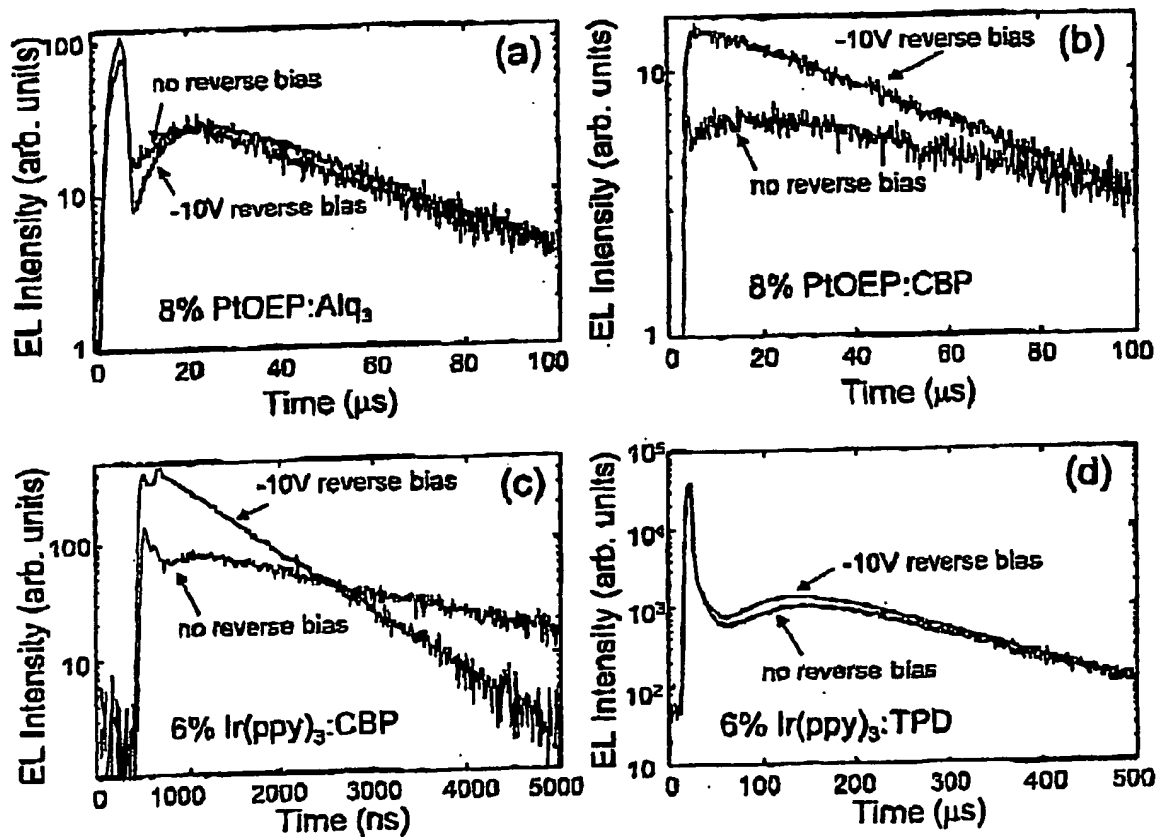 (a)
EL Intensity (arb. units)
100
10
1
no reverse bias
-10V reverse bias
8% PtOEP:Alq₃
0 20 40 60 80 100
Time (μs)
(b)
EL Intensity (arb. units)
10
1
-10V reverse bias
no reverse bias
8% PtOEP:CBP
0 20 40 60 80 100
Time (μs)
(c)
EL Intensity (arb. units)
100
10
-10V reverse bias
no reverse bias
6% Ir(ppy)₃:CBP
0 1000 2000 3000 4000 5000
Time (ns)
(d)
EL Intensity (arb. units)
10⁵
10⁴
10³
10²
10
-10V reverse bias
no reverse bias
6% Ir(ppy)₃:TPD
0 100 200 300 400 500
Time (μs)